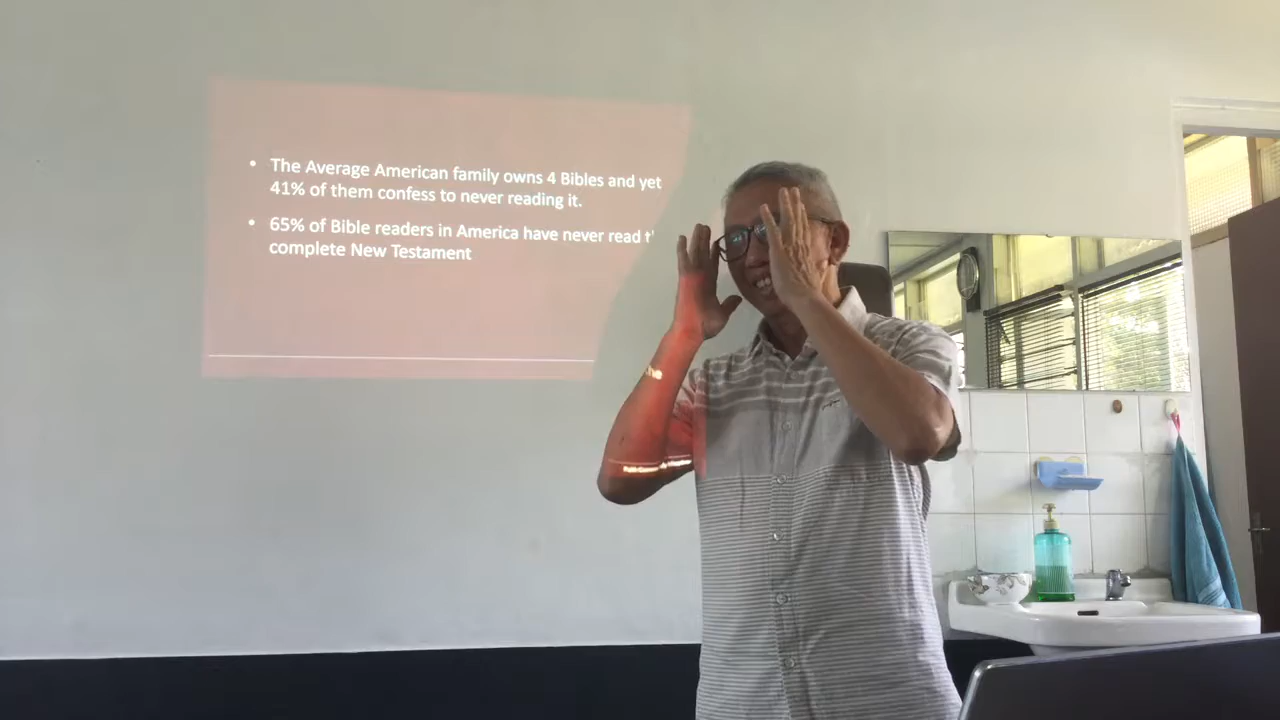 • The Average American family owns 4 Bibles and yet
41% of them confess to never reading it.
• 65% of Bible readers in America have never read
complete New Testament
he